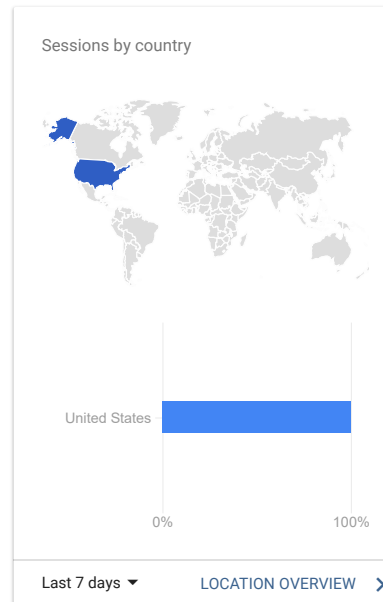 Sessions by country
United States
0% 100%
Last 7 days LOCATION OVERVIEW